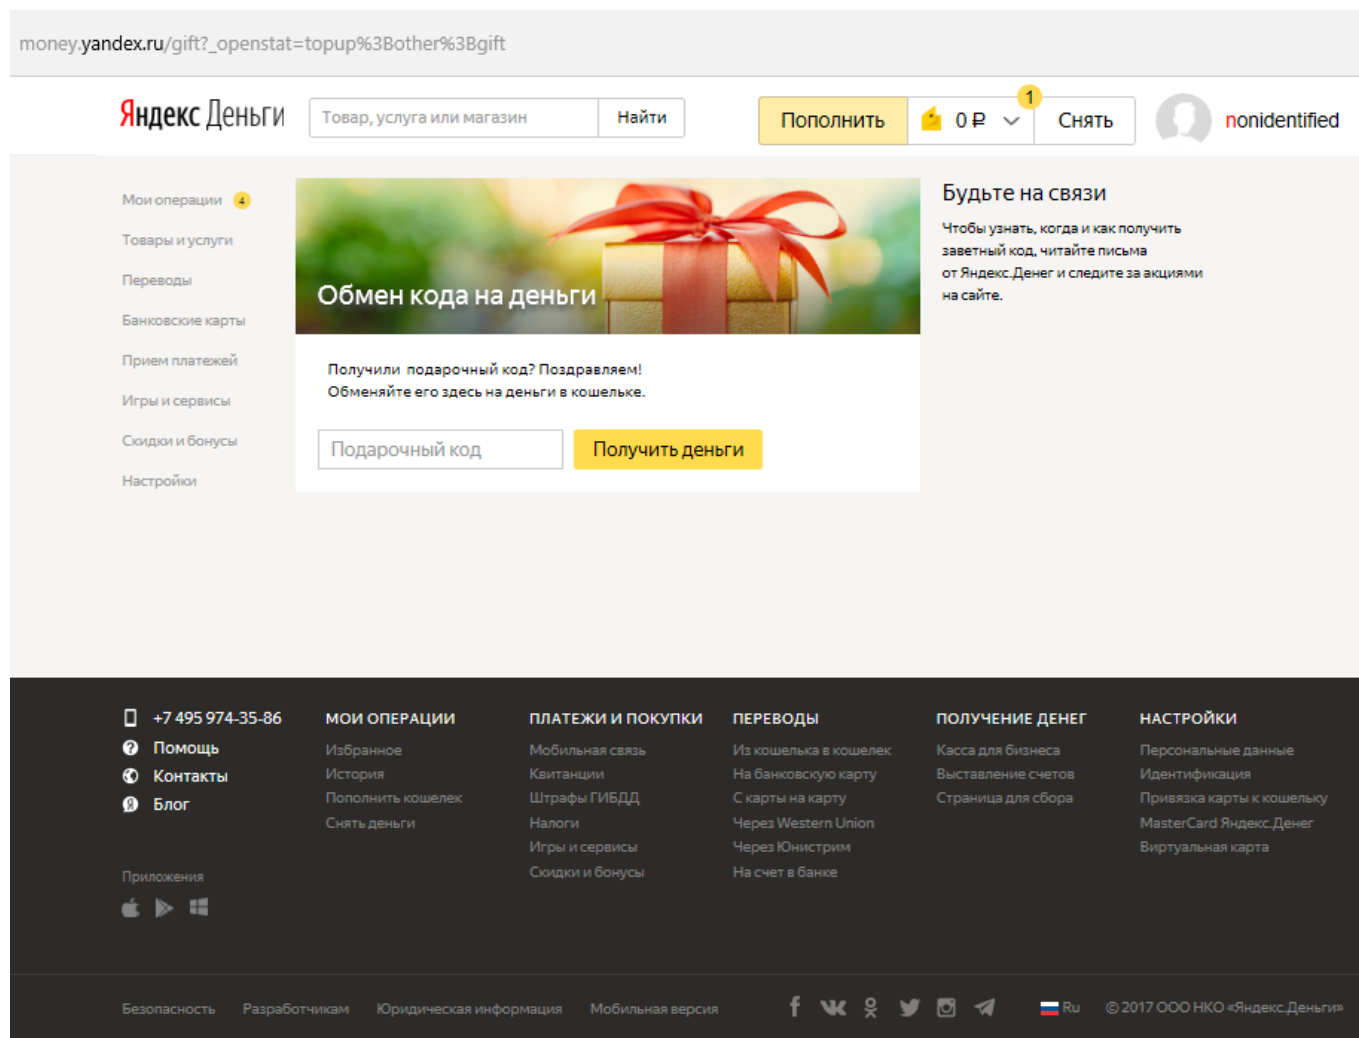 money.yandex.ru/gift?_openstat=topup%3Bother%3Bgift
Яндекс Деньги
Товар, услуга или магазин
Найти
Пополнить
0 ₽
1
Снять
nonidentified
Мои операции 4
Товары и услуги
Переводы
Банковские карты
Прием платежей
Игры и сервисы
Скидки и бонусы
Настройки
Обмен кода на деньги
Получили подарочный код? Поздравляем!
Обменяйте его здесь на деньги в кошельке.
Подарочный код
Получить деньги
Будьте на связи
Чтобы узнать, когда и как получить
заветный код, читайте письма
от Яндекс.Денег и следите за акциями
на сайте.
+7 495 974-35-86
Помощь
Контакты
Блог
Приложения
МОИ ОПЕРАЦИИ
Избранное
История
Пополнить кошелек
Снять деньги
ПЛАТЕЖИ И ПОКУПКИ
Мобильная связь
Квитанции
Штрафы ГИБДД
Налоги
Игры и сервисы
Скидки и бонусы
ПЕРЕВОДЫ
Из кошелька в кошелек
На банковскую карту
С карты на карту
Через Western Union
Через Юнистрим
На счет в банке
ПОЛУЧЕНИЕ ДЕНЕГ
Касса для бизнеса
Выставление счетов
Страница для сбора
НАСТРОЙКИ
Персональные данные
Идентификация
Привязка карты к кошельку
MasterCard Яндекс.Денег
Виртуальная карта
Безопасность
Разработчикам
Юридическая информация
Мобильная версия
Ru
© 2017 ООО НКО «Яндекс.Деньги»